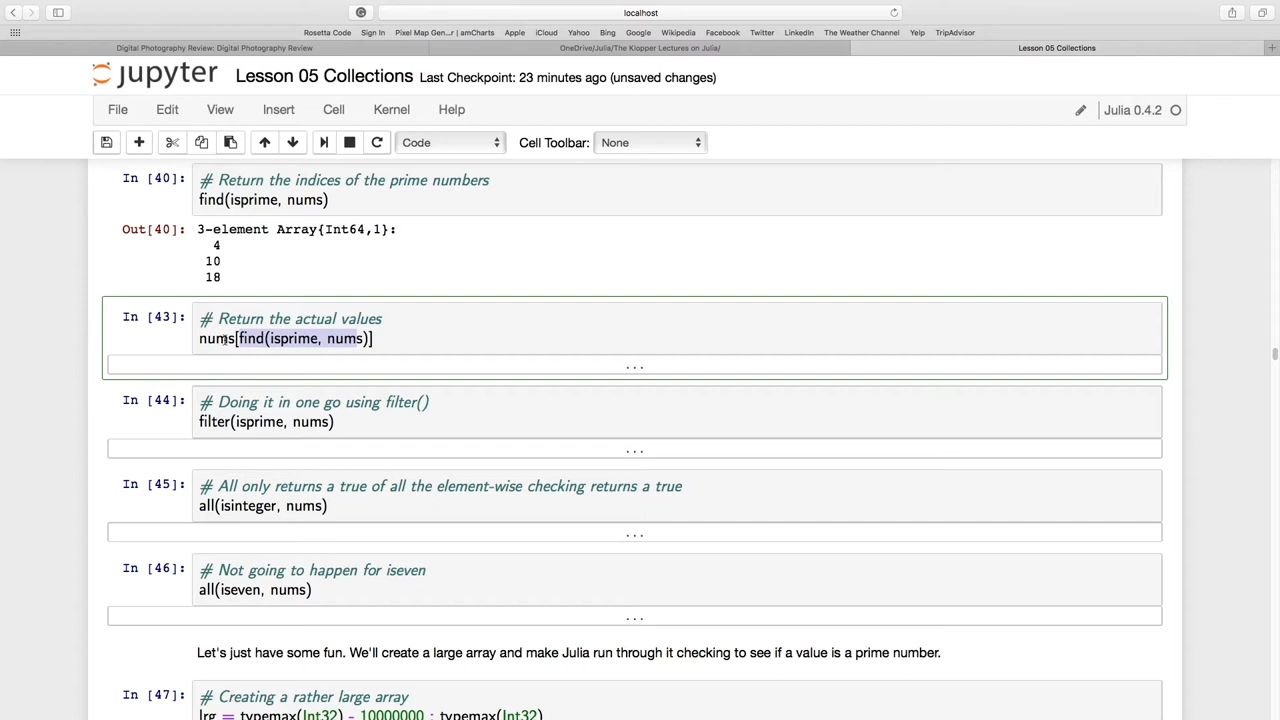 localhost
Rosetta Code Sign In Pixel Map Gen...r | amCharts Apple iCloud Yahoo Bing Google Wikipedia Facebook Twitter LinkedIn The Weather Channel Yelp TripAdvisor
Digital Photography Review: Digital Photography Review OneDrive/Julia/The Klopper Lectures on Julia/ Lesson 05 Collections
jupyter Lesson 05 Collections Last Checkpoint: 23 minutes ago (unsaved changes)
File Edit View Insert Cell Kernel Help Julia 0.4.2
Code Cell Toolbar: None
In [40]: # Return the indices of the prime numbers
find(isprime, nums)
Out[40]: 3-element Array{Int64,1}:
4
10
18
In [43]: # Return the actual values
nums[find(isprime, nums)]
...
In [44]: # Doing it in one go using filter()
filter(isprime, nums)
...
In [45]: # All only returns a true of all the element-wise checking returns a true
all(isinteger, nums)
...
In [46]: # Not going to happen for iseven
all(iseven, nums)
...
Let's just have some fun. We'll create a large array and make Julia run through it checking to see if a value is a prime number.
In [47]: # Creating a rather large array
lrg = typemax(Int32) - 10000000 : typemax(Int32)